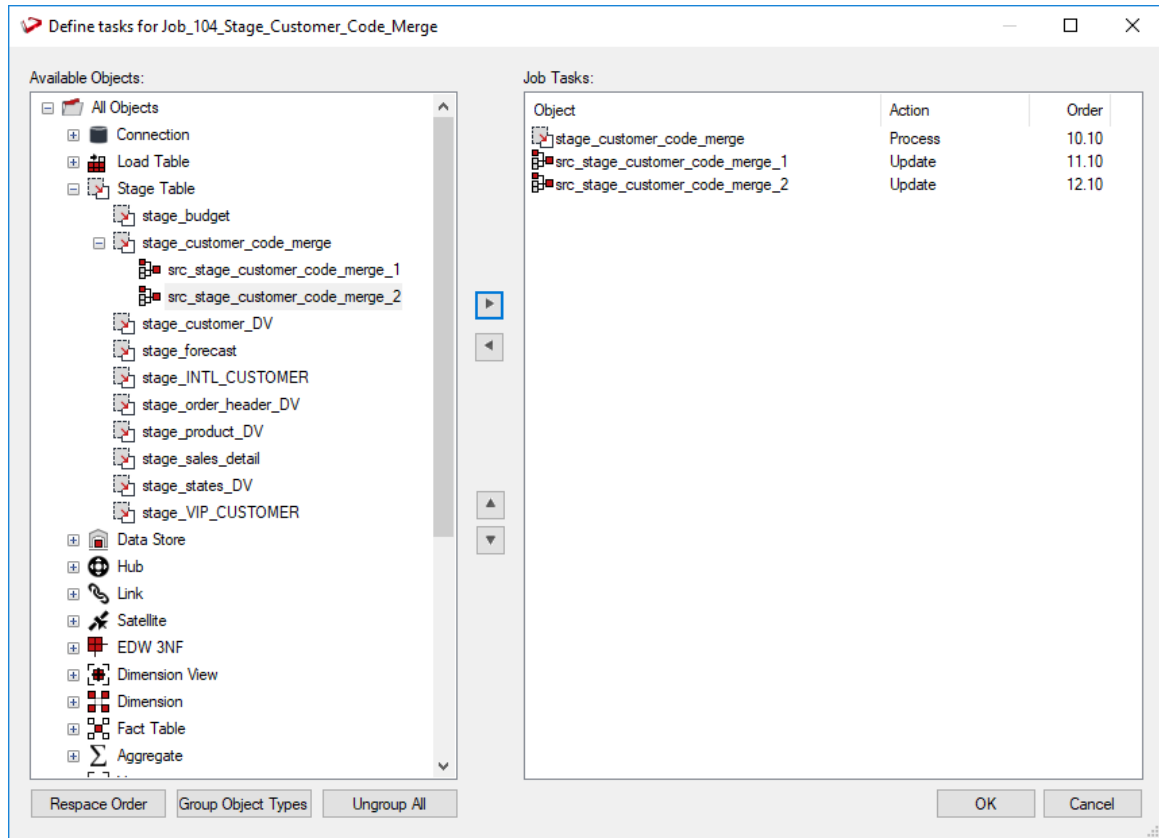 Define tasks for Job_104_Stage_Customer_Code_Merge
Available Objects:
All Objects
Connection
Load Table
Stage Table
stage_budget
stage_customer_code_merge
src_stage_customer_code_merge_1
src_stage_customer_code_merge_2
stage_customer_DV
stage_forecast
stage_INTL_CUSTOMER
stage_order_header_DV
stage_product_DV
stage_sales_detail
stage_states_DV
stage_VIP_CUSTOMER
Data Store
Hub
Link
Satellite
EDW 3NF
Dimension View
Dimension
Fact Table
Aggregate
Respace Order Group Object Types Ungroup All
Job Tasks:
Object Action Order
stage_customer_code_merge Process 10.10
src_stage_customer_code_merge_1 Update 11.10
src_stage_customer_code_merge_2 Update 12.10
OK Cancel